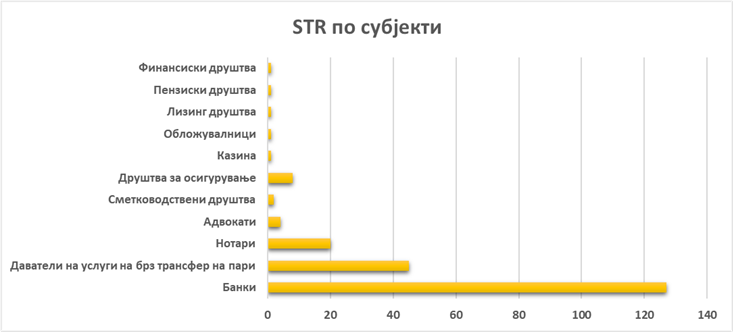 STR по субјекти
Финансиски друштва
Пензиски друштва
Лизинг друштва
Обложувалници
Казина
Друштва за осигурување
Сметководствени друштва
Адвокати
Нотари
Даватели на услуги на брз трансфер на пари
Банки
0 20 40 60 80 100 120 140